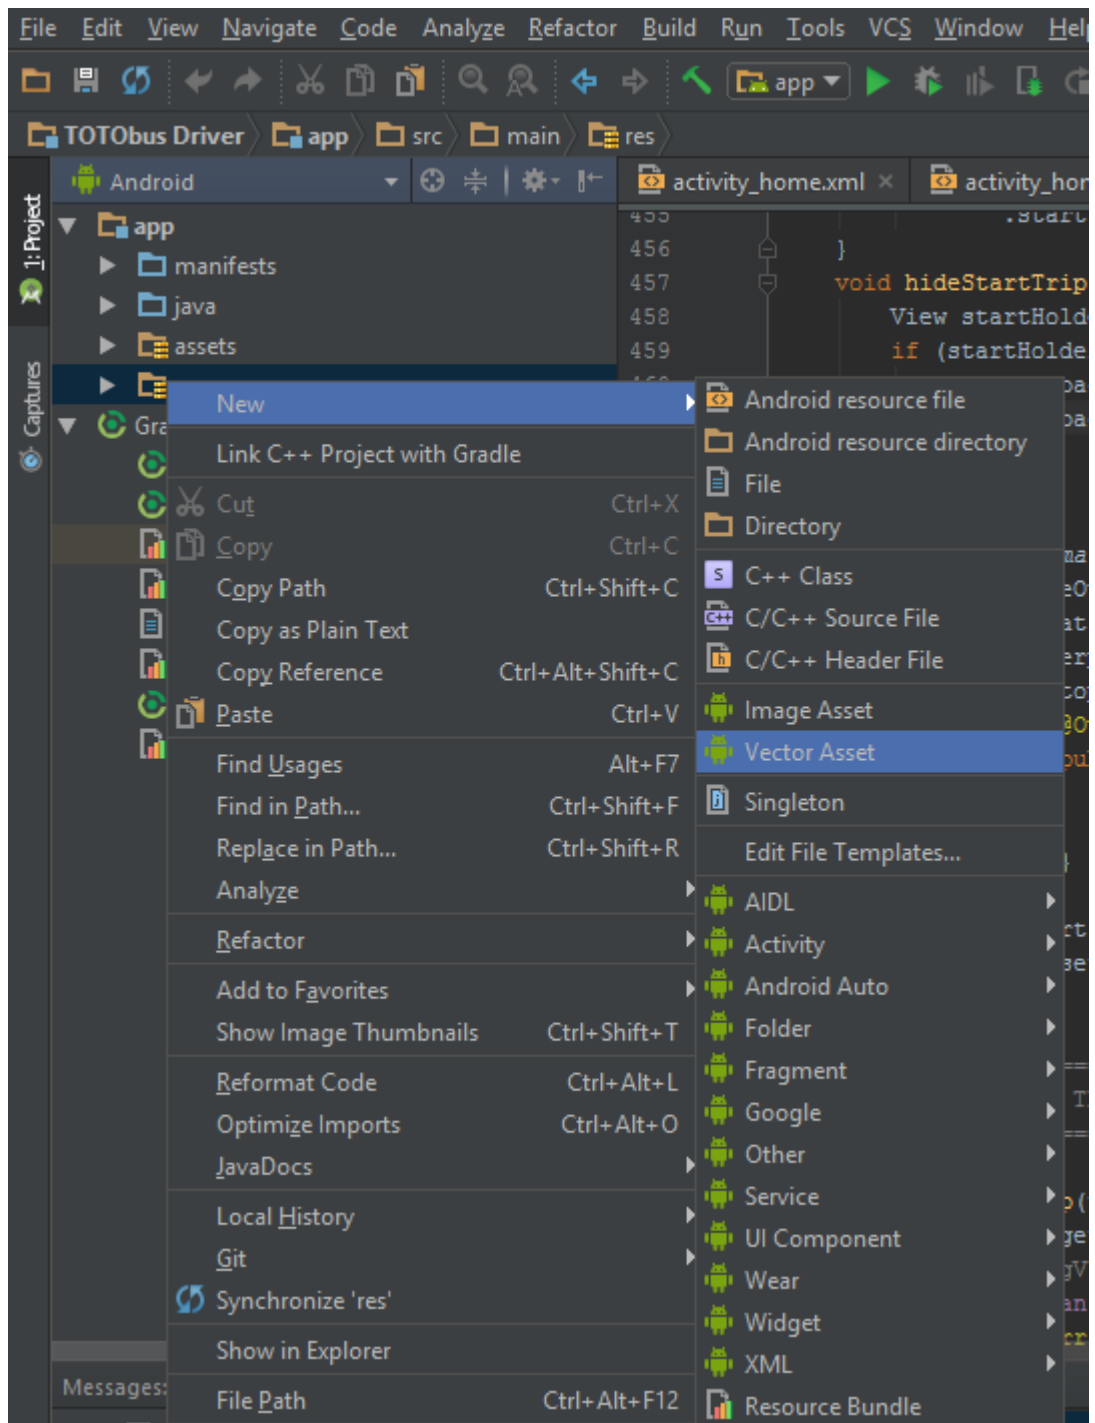 File Edit View Navigate Code Analyze Refactor Build Run Tools VCS Window Hel
app
TOTObus Driver app src main res
1: Project
Captures
Android
activity_home.xml
activity_hor
app
manifests
java
assets
Gra
455 .start
456 }
457 void hideStartTrip
458 View startHold
459 if (startHolde
New
Link C++ Project with Gradle
Cut Ctrl+X
Copy Ctrl+C
Copy Path Ctrl+Shift+C
Copy as Plain Text
Copy Reference Ctrl+Alt+Shift+C
Paste Ctrl+V
Find Usages Alt+F7
Find in Path... Ctrl+Shift+F
Replace in Path... Ctrl+Shift+R
Analyze
Refactor
Add to Favorites
Show Image Thumbnails Ctrl+Shift+T
Reformat Code Ctrl+Alt+L
Optimize Imports Ctrl+Alt+O
JavaDocs
Local History
Git
Synchronize 'res'
Show in Explorer
File Path Ctrl+Alt+F12
Android resource file
Android resource directory
File
Directory
C++ Class
C/C++ Source File
C/C++ Header File
Image Asset
Vector Asset
Singleton
Edit File Templates...
AIDL
Activity
Android Auto
Folder
Fragment
Google
Other
Service
UI Component
Wear
Widget
XML
Resource Bundle
Messages: